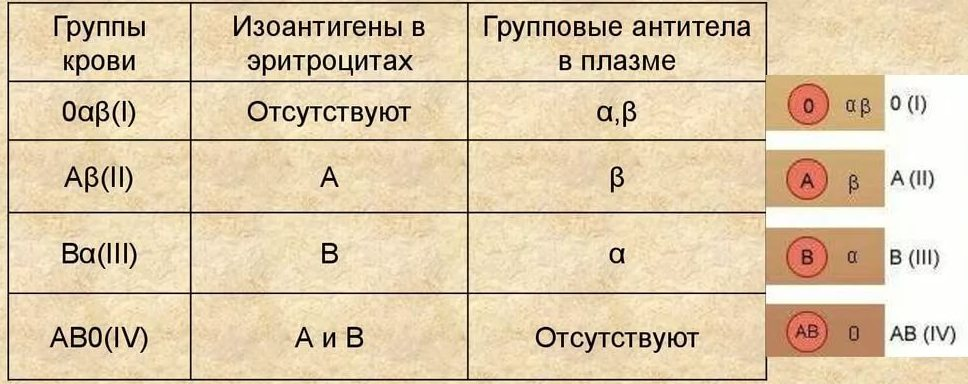 Группы
крови
Изоантигены в
эритроцитах
Групповые антитела
в плазме
0αβ(I)
Отсутствуют
α,β
0 αβ 0 (I)
Аβ(II)
А
β
A β A (II)
Вα(III)
В
α
B α B (III)
АВ0(IV)
А и В
Отсутствуют
AB 0 AB (IV)